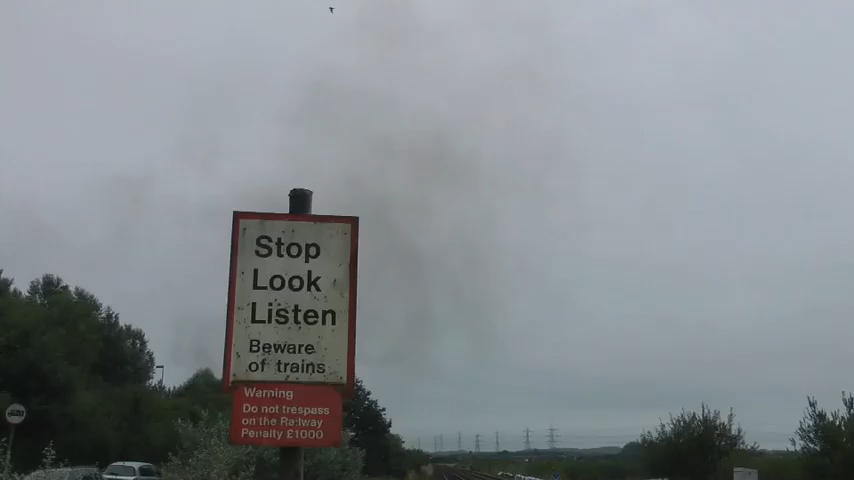 Stop
Look
Listen
Beware
of trains
Warning
Do not trespass
on the Railway
Penalty £1000